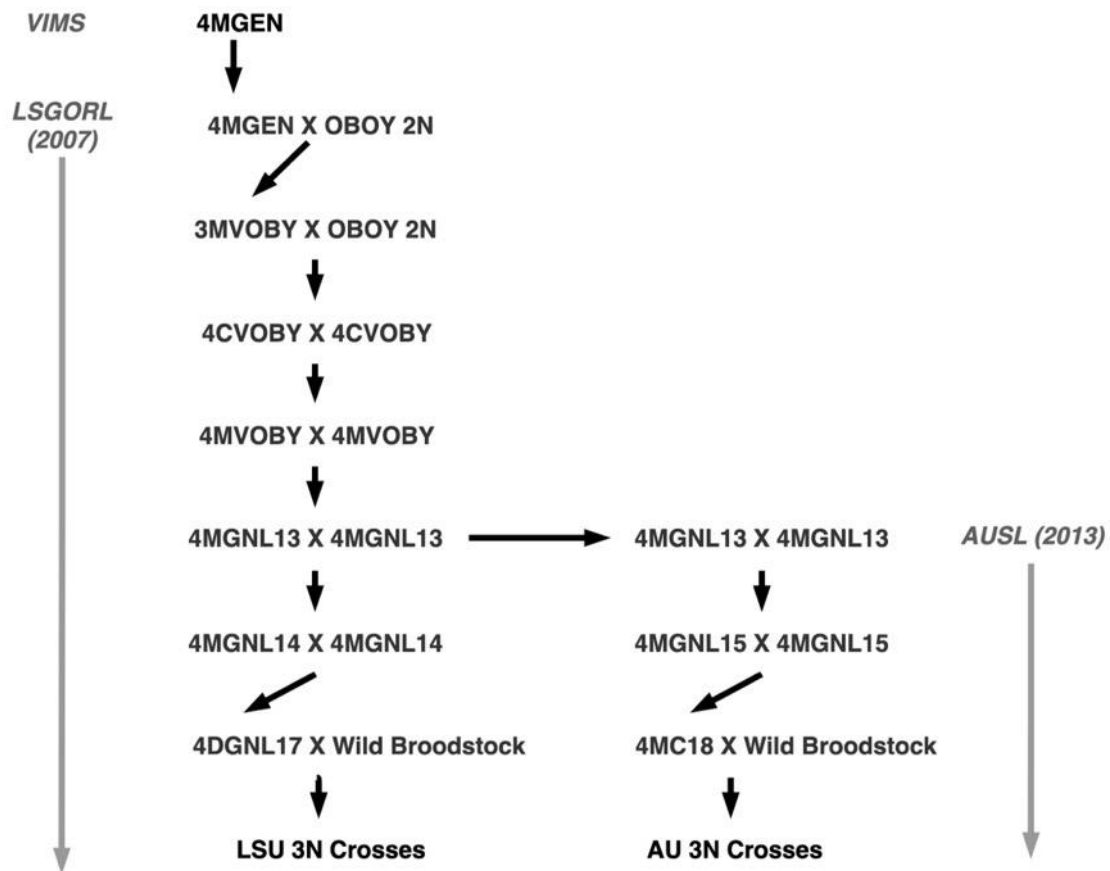 VIMS
4MGEN
LSGORL
(2007)
4MGEN X OBOY 2N
3MVOBY X OBOY 2N
4CVOBY X 4CVOBY
4MVOBY X 4MVOBY
4MGNL13 X 4MGNL13
4MGNL13 X 4MGNL13
AUSL (2013)
4MGNL14 X 4MGNL14
4MGNL15 X 4MGNL15
4DGNL17 X Wild Broodstock
4MC18 X Wild Broodstock
LSU 3N Crosses
AU 3N Crosses